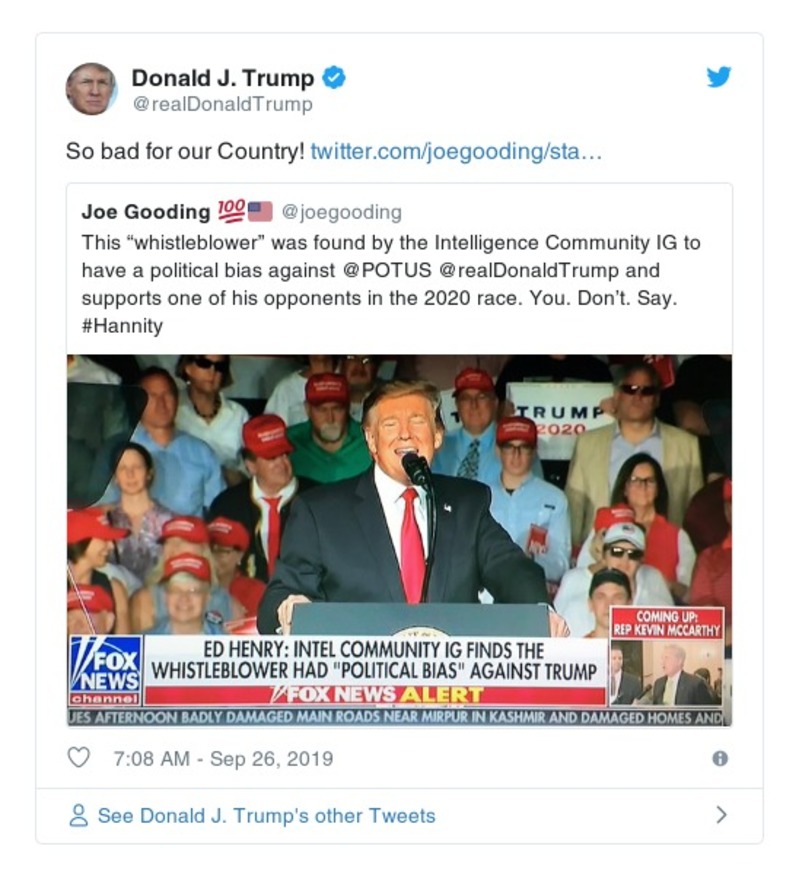 Donald J. Trump
@realDonaldTrump
So bad for our Country! twitter.com/joegooding/sta…
Joe Gooding 💯🇺🇸 @joegooding
This “whistleblower” was found by the Intelligence Community IG to
have a political bias against @POTUS @realDonaldTrump and
supports one of his opponents in the 2020 race. You. Don’t. Say.
#Hannity
TRUMP
2020
COMING UP:
REP KEVIN MCCARTHY
FOX
NEWS
channel
ED HENRY: INTEL COMMUNITY IG FINDS THE
WHISTLEBLOWER HAD "POLITICAL BIAS" AGAINST TRUMP
FOX NEWS ALERT
UES AFTERNOON BADLY DAMAGED MAIN ROADS NEAR MIRPUR IN KASHMIR AND DAMAGED HOMES AND
7:08 AM - Sep 26, 2019
See Donald J. Trump's other Tweets